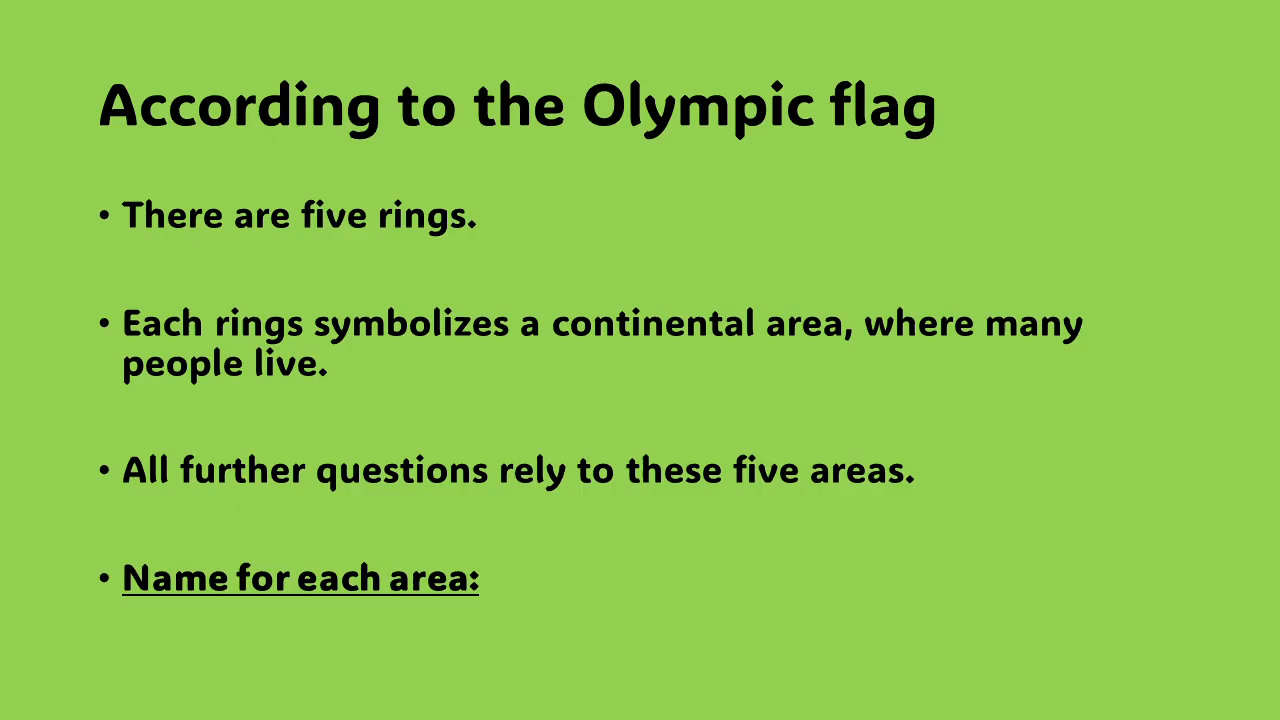 According to the Olympic flag
• There are five rings.
• Each rings symbolizes a continental area, where many
people live.
• All further questions rely to these five areas.
• Name for each area: